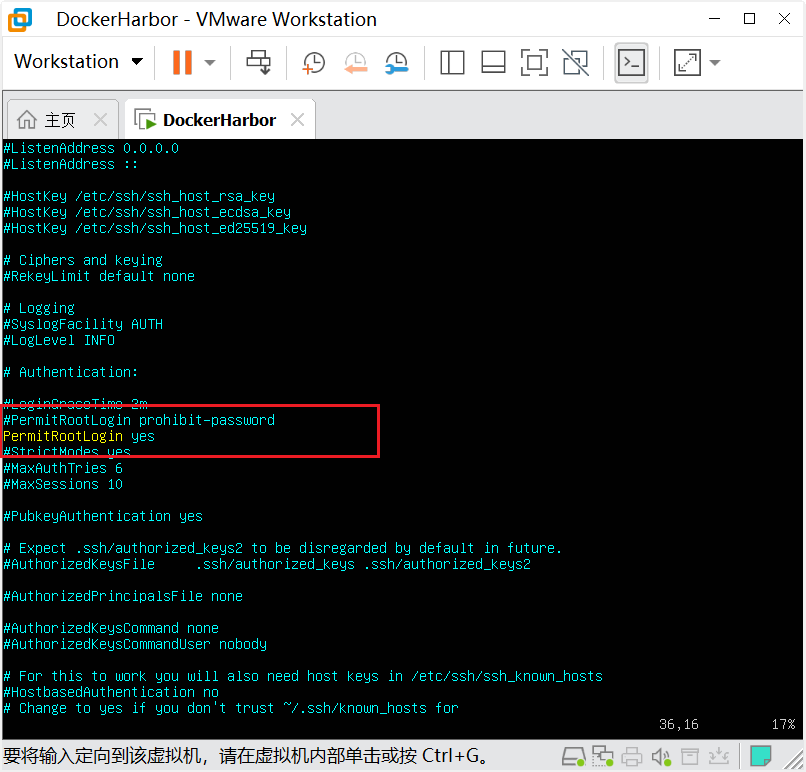 DockerHarbor - VMware Workstation
Workstation
主页
DockerHarbor
#ListenAddress 0.0.0.0
#ListenAddress ::
#HostKey /etc/ssh/ssh_host_rsa_key
#HostKey /etc/ssh/ssh_host_ecdsa_key
#HostKey /etc/ssh/ssh_host_ed25519_key
# Ciphers and keying
#RekeyLimit default none
# Logging
#SyslogFacility AUTH
#LogLevel INFO
# Authentication:
#LoginGraceTime 2m
#PermitRootLogin prohibit-password
PermitRootLogin yes
#StrictModes yes
#MaxAuthTries 6
#MaxSessions 10
#PubkeyAuthentication yes
# Expect .ssh/authorized_keys2 to be disregarded by default in future.
#AuthorizedKeysFile     .ssh/authorized_keys .ssh/authorized_keys2
#AuthorizedPrincipalsFile none
#AuthorizedKeysCommand none
#AuthorizedKeysCommandUser nobody
# For this to work you will also need host keys in /etc/ssh/ssh_known_hosts
#HostbasedAuthentication no
# Change to yes if you don't trust ~/.ssh/known_hosts for
36,16 17%
要将输入定向到该虚拟机，请在虚拟机内部单击或按 Ctrl+G。